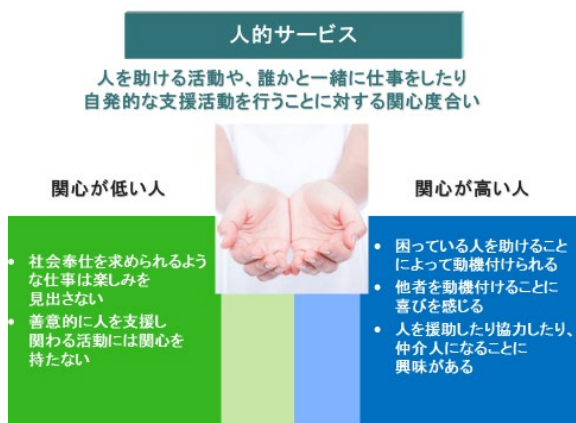 人的サービス
人を助ける活動や、誰かと一緒に仕事をしたり
自発的な支援活動を行うことに対する関心度合い
関心が低い人
• 社会奉仕を求められるよう
な仕事は楽しみを
見出さない
• 善意的に人を支援し
関わる活動には関心を
持たない
関心が高い人
• 困っている人を助けること
によって動機付けられる
• 他者を動機付けることに
喜びを感じる
• 人を援助したり協力したり、
仲介人になることに
興味がある